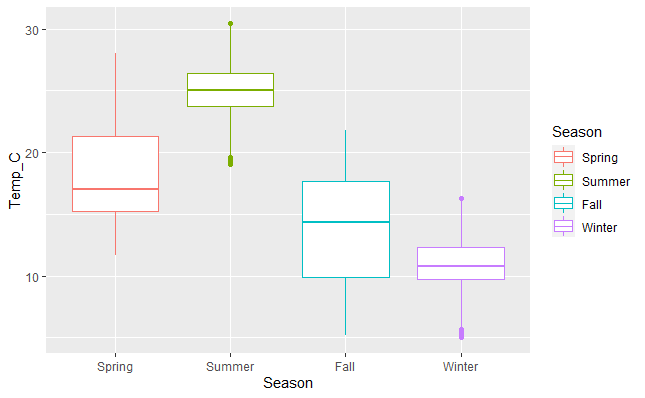 30
20
10
Temp_C
Spring Summer Fall Winter
Season
Season
Spring
Summer
Fall
Winter